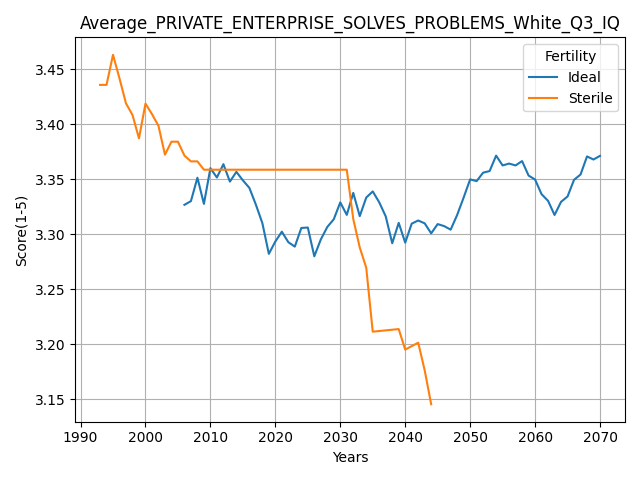 Average_PRIVATE_ENTERPRISE_SOLVES_PROBLEMS_White_Q3_IQ
Fertility
Ideal
Sterile
Score(1-5)
3.45
3.40
3.35
3.30
3.25
3.20
3.15
1990 2000 2010 2020 2030 2040 2050 2060 2070
Years